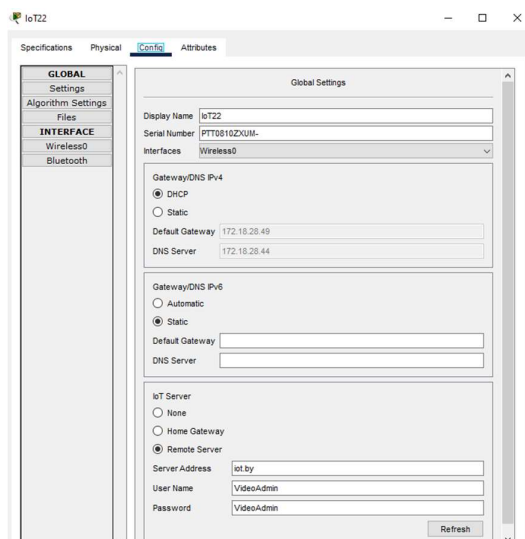 IoT22
Specifications Physical Config Attributes
GLOBAL
Settings
Algorithm Settings
Files
INTERFACE
Wireless0
Bluetooth
Global Settings
Display Name IoT22
Serial Number PTT0810ZXUM-
Interfaces Wireless0
Gateway/DNS IPv4
DHCP
Static
Default Gateway 172.18.28.49
DNS Server 172.18.28.44
Gateway/DNS IPv6
Automatic
Static
Default Gateway
DNS Server
IoT Server
None
Home Gateway
Remote Server
Server Address iot.by
User Name VideoAdmin
Password VideoAdmin
Refresh